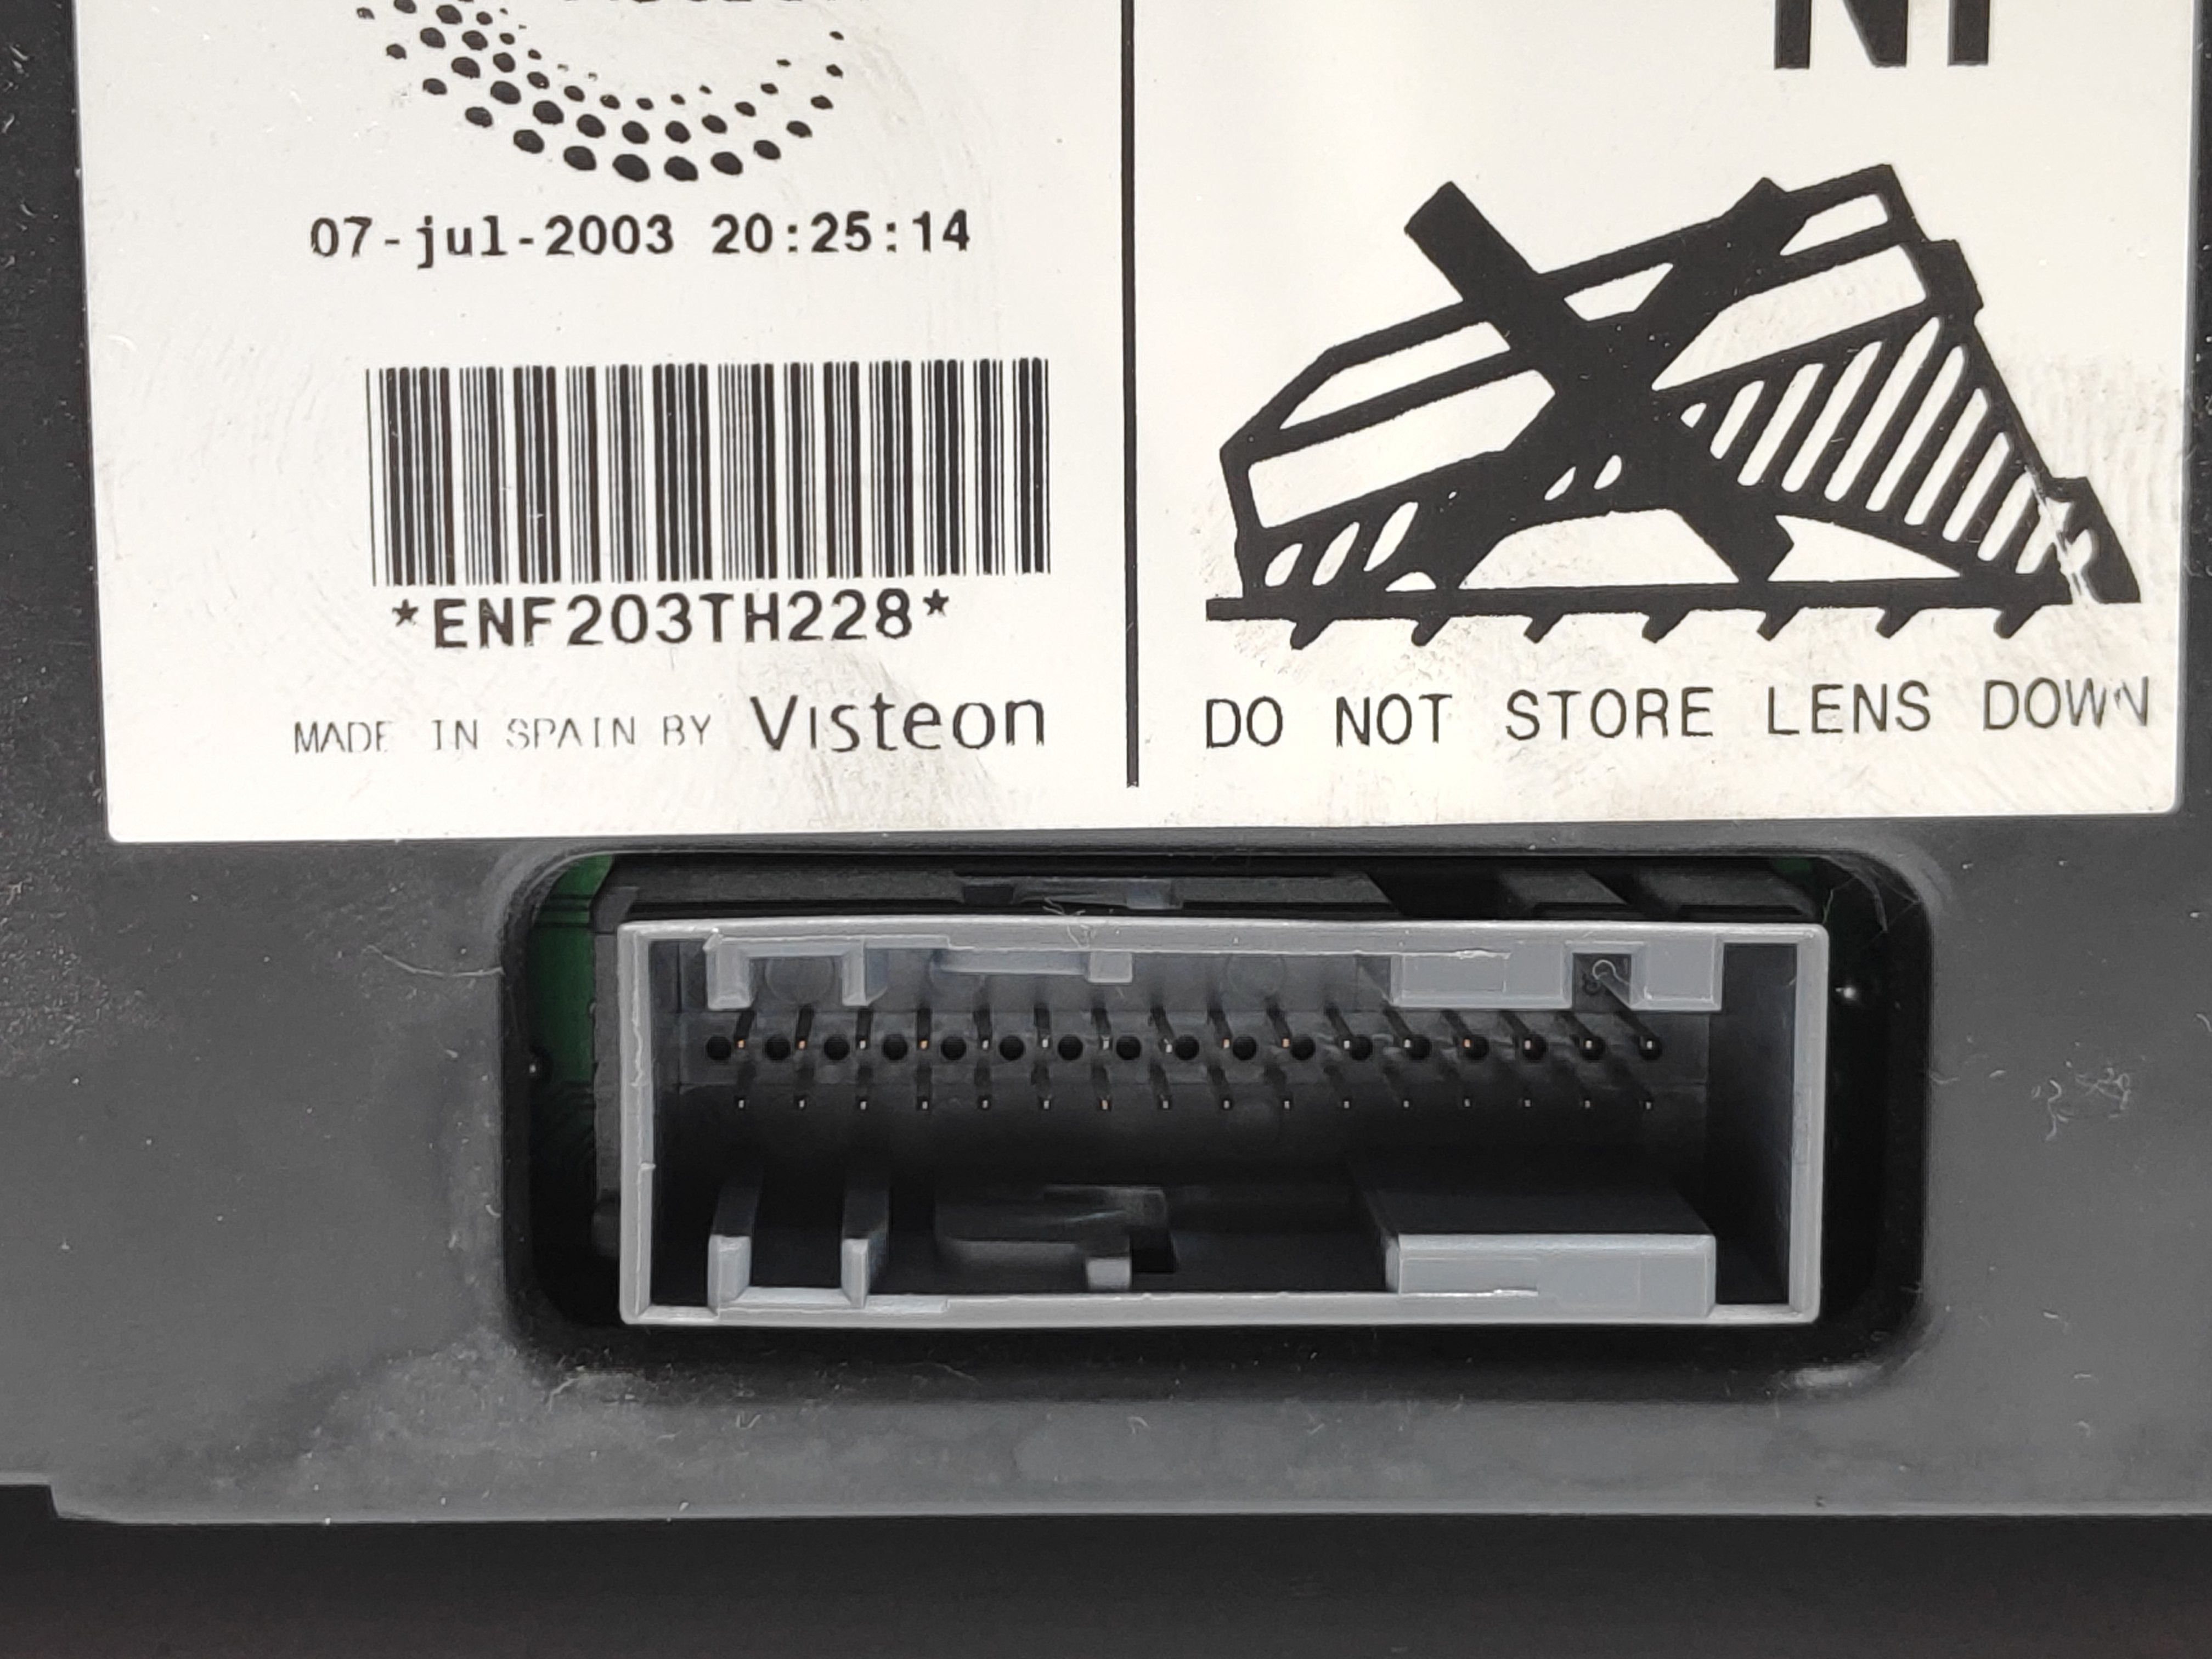 07-jul-2003 20:25:14
*ENF203TH228*
MADE IN SPAIN BY Visteon
DO NOT STORE LENS DOWN